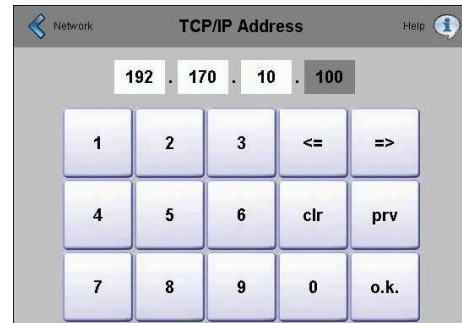 Network TCP/IP Address Help
192 . 170 . 10 . 100
1 2 3 <= =>
4 5 6 clr prv
7 8 9 0 o.k.